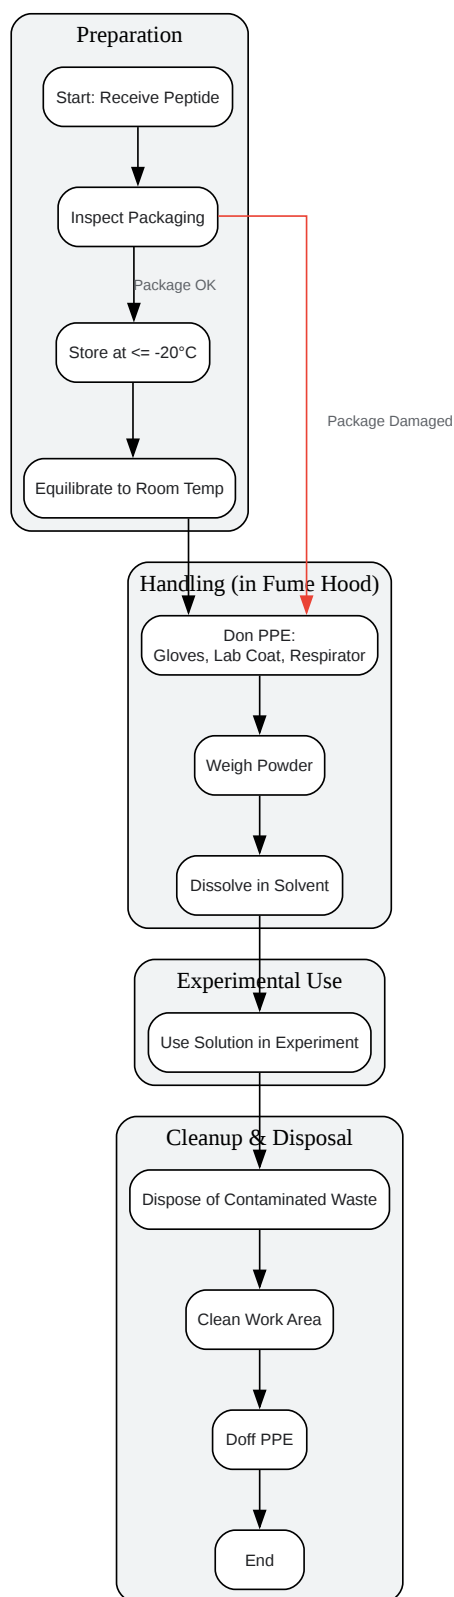 Preparation
Start: Receive Peptide
Inspect Packaging
Package OK
Store at <= -20°C
Package Damaged
Equilibrate to Room Temp
Handling (in Fume Hood)
Don PPE:
Gloves, Lab Coat, Respirator
Weigh Powder
Dissolve in Solvent
Experimental Use
Use Solution in Experiment
Cleanup & Disposal
Dispose of Contaminated Waste
Clean Work Area
Doff PPE
End